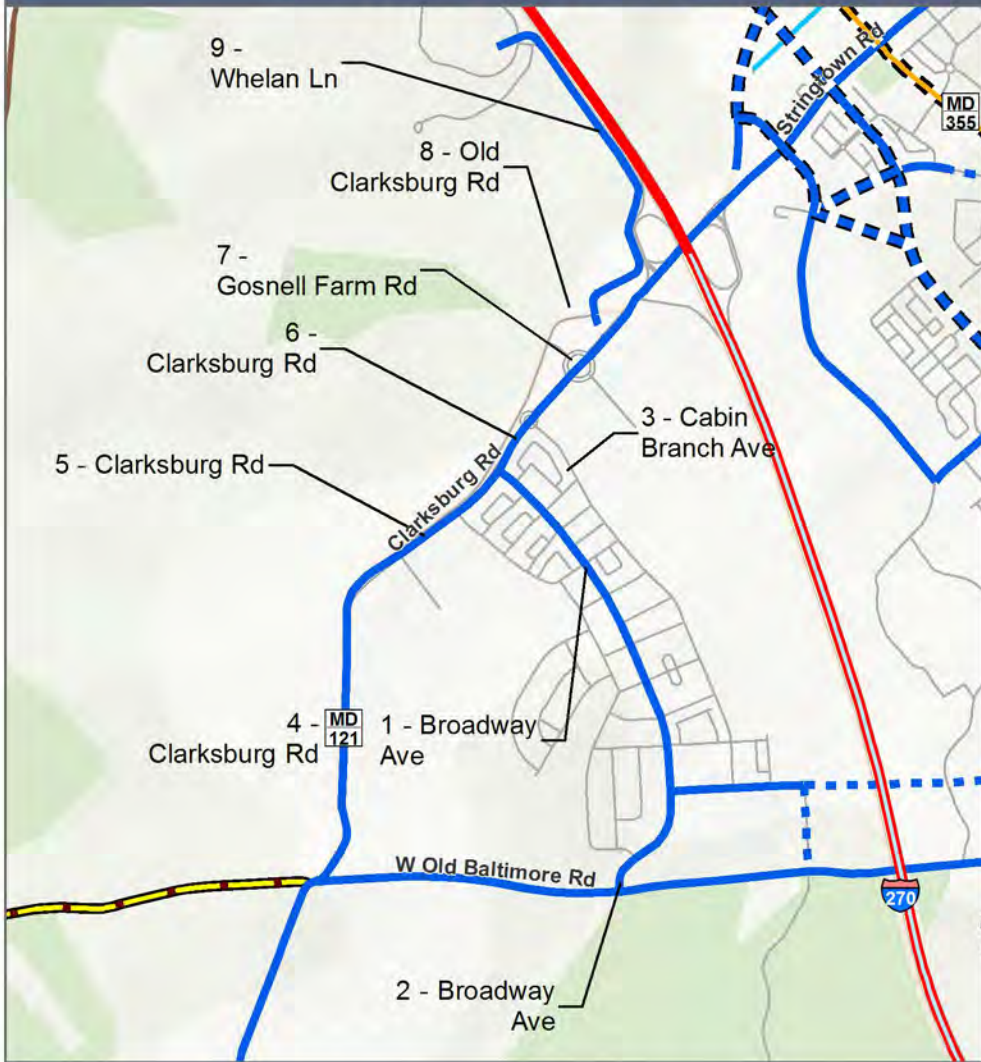 9 -
Whelan Ln
Stringtown Rd
MD
355
8 - Old
Clarksburg Rd
7 -
Gosnell Farm Rd
6 -
Clarksburg Rd
3 - Cabin
Branch Ave
5 - Clarksburg Rd
Clarksburg Rd
4 -
Clarksburg Rd
MD
121
1 - Broadway
Ave
W Old Baltimore Rd
270
2 - Broadway
Ave